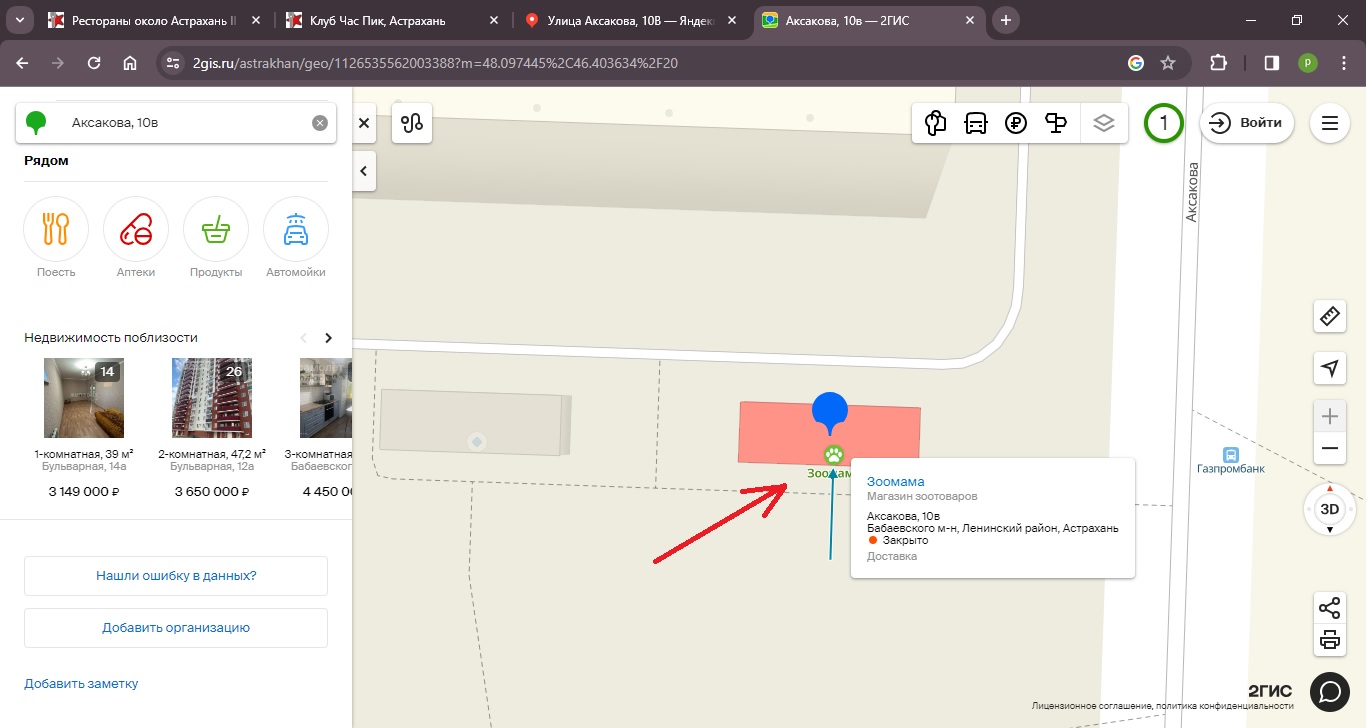 Рестораны около Астрахань
Клуб Час Пик, Астрахань
Улица Аксакова, 10В — Яндекс
Аксакова, 10в — 2ГИС
2gis.ru/astrakhan/geo/1126535562003388?m=48.097445%2C46.403634%2F20
p
Аксакова, 10в
1
Войти
Рядом
Поесть
Аптеки
Продукты
Автомойки
Недвижимость поблизости
14
26
1-комнатная, 39 м²
Бульварная, 14а
3 149 000 ₽
2-комнатная, 47,2 м²
Бульварная, 12а
3 650 000 ₽
3-комнатная
Бабаевског
4 450 00
Нашли ошибку в данных?
Добавить организацию
Добавить заметку
Аксакова
Зоомам
Зоомама
Магазин зоотоваров
Аксакова, 10в
Бабаевского м-н, Ленинский район, Астрахань
Закрыто
Доставка
Газпромбанк
3D
2ГИС
Лицензионное соглашение, политика конфиденциальности